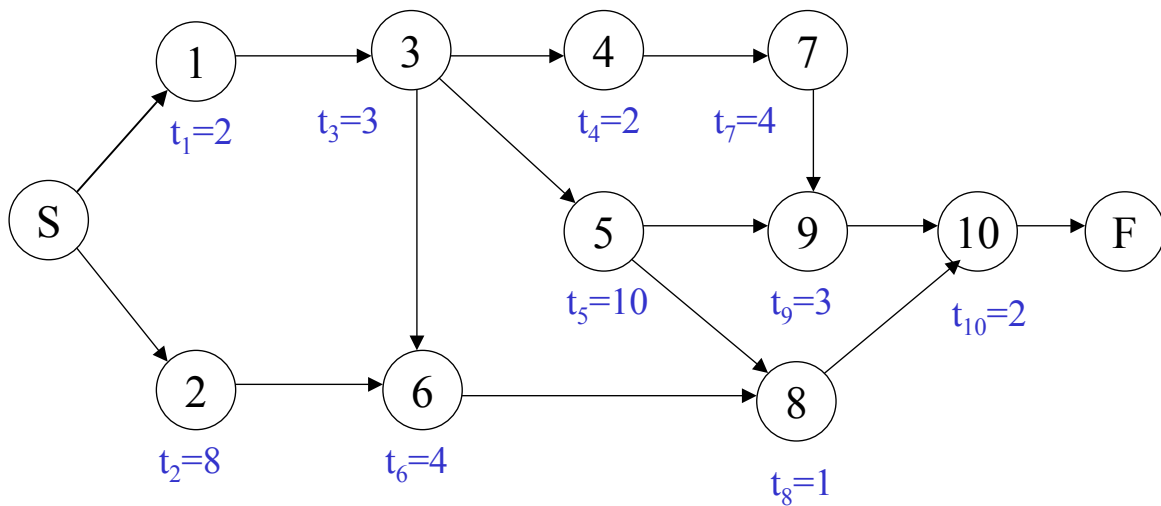 1
3
4
7
t₁=2
t₃=3
t₄=2
t₇=4
S
5
9
10
F
t₅=10
t₉=3
t₁₀=2
2
6
8
t₂=8
t₆=4
t₈=1